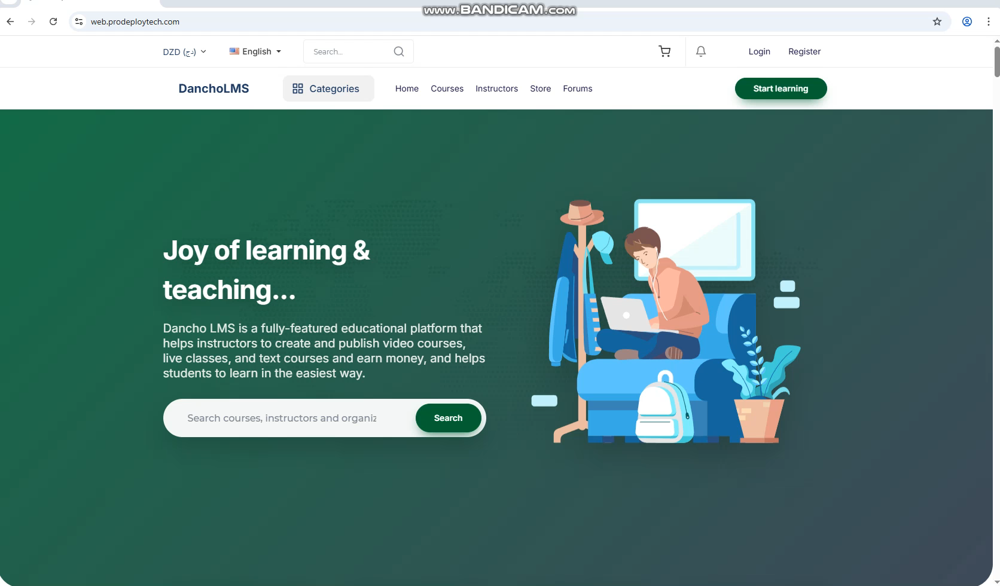 www.BANDICAM.com
web.prodeploytech.com
DZD (دج)
English
Search...
Login
Register
DanchoLMS
Categories
Home
Courses
Instructors
Store
Forums
Start learning
Joy of learning &
teaching...
Dancho LMS is a fully-featured educational platform that
helps instructors to create and publish video courses,
live classes, and text courses and earn money, and helps
students to learn in the easiest way.
Search courses, instructors and organiz
Search